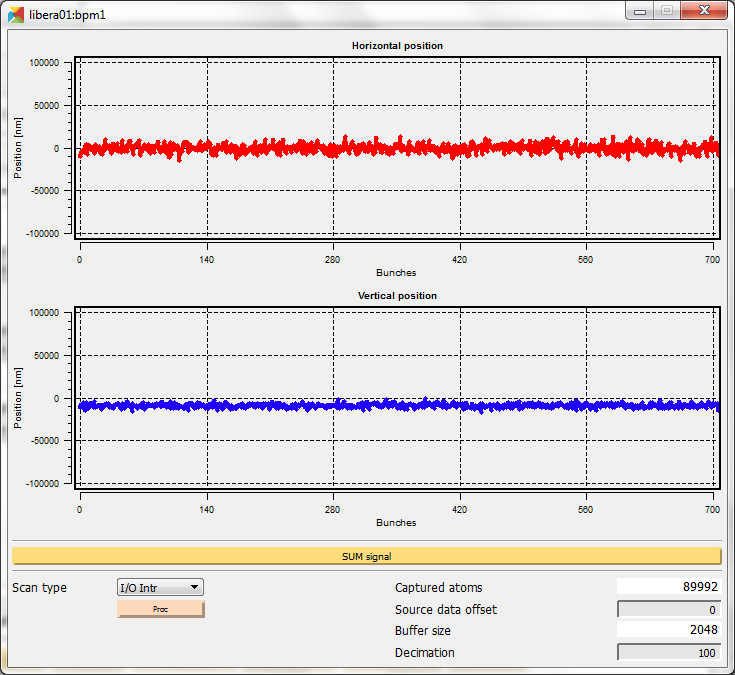 libera01:bpm1
Horizontal position
100000
50000
0
-50000
-100000
Position [nm]
0 140 280 420 560 700
Bunches
Vertical position
100000
50000
0
-50000
-100000
Position [nm]
0 140 280 420 560 700
Bunches
SUM signal
Scan type I/O Intr Captured atoms 89992
Proc Source data offset 0
Buffer size 2048
Decimation 100